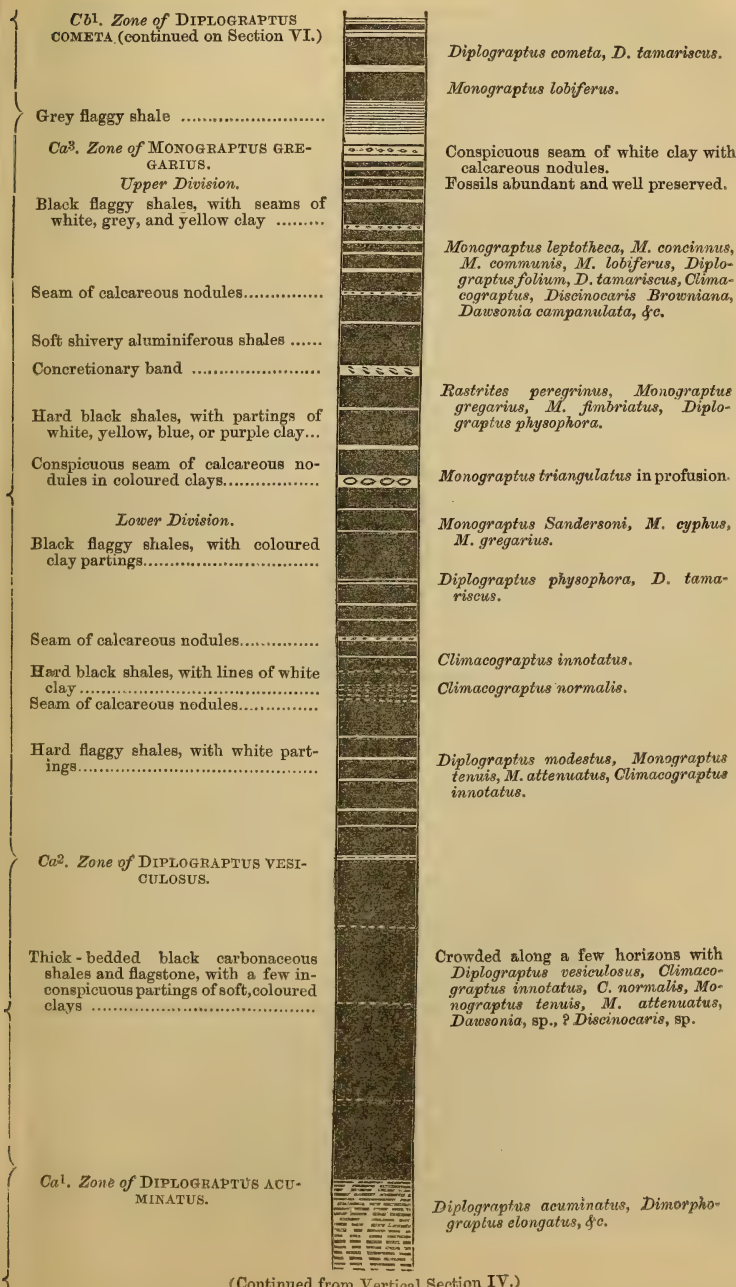 Cb¹. Zone of DIPLOGRAPTUS
COMETA (continued on Section VI.)
Diplograptus cometa, D. tamariscus.
Monograptus lobiferus.
Grey flaggy shale ...........................
Ca³. Zone of MONOGRAPTUS GRE-
GARIUS.
Upper Division.
Conspicuous seam of white clay with
calcareous nodules.
Fossils abundant and well preserved.
Black flaggy shales, with seams of
white, grey, and yellow clay .........
Monograptus leptotheca, M. concinnus,
M. communis, M. lobiferus, Diplo-
graptus folium, D. tamariscus, Clima-
cograptus, Discinocaris Browniana,
Dawsonia campanulata, &c.
Seam of calcareous nodules...............
Soft shivery aluminiferous shales ......
Concretionary band ........................
Rastrites peregrinus, Monograptus
gregarius, M. fimbriatus, Diplo-
graptus physophora.
Hard black shales, with partings of
white, yellow, blue, or purple clay...
Conspicuous seam of calcareous no-
dules in coloured clays..................
Monograptus triangulatus in profusion.
Lower Division.
Black flaggy shales, with coloured
clay partings..............................
Monograptus Sandersoni, M. cyphus,
M. gregarius.
Diplograptus physophora, D. tama-
riscus.
Seam of calcareous nodules...............
Hard black shales, with lines of white
clay ..........................................
Seam of calcareous nodules...............
Climacograptus innotatus.
Climacograptus normalis.
Hard flaggy shales, with white part-
ings..........................................
Diplograptus modestus, Monograptus
tenuis, M. attenuatus, Climacograptus
innotatus.
Ca². Zone of DIPLOGRAPTUS VESI-
CULOSUS.
Thick-bedded black carbonaceous
shales and flagstone, with a few in-
conspicuous partings of soft, coloured
clays .......................................
Crowded along a few horizons with
Diplograptus vesiculosus, Climaco-
graptus innotatus, C. normalis, Mo-
nograptus tenuis, M. attenuatus,
Dawsonia, sp., ? Discinocaris, sp.
Ca¹. Zone of DIPLOGRAPTUS ACU-
MINATUS.
Diplograptus acuminatus, Dimorpho-
graptus elongatus, &c.
(Continued from Vertical Section IV.)